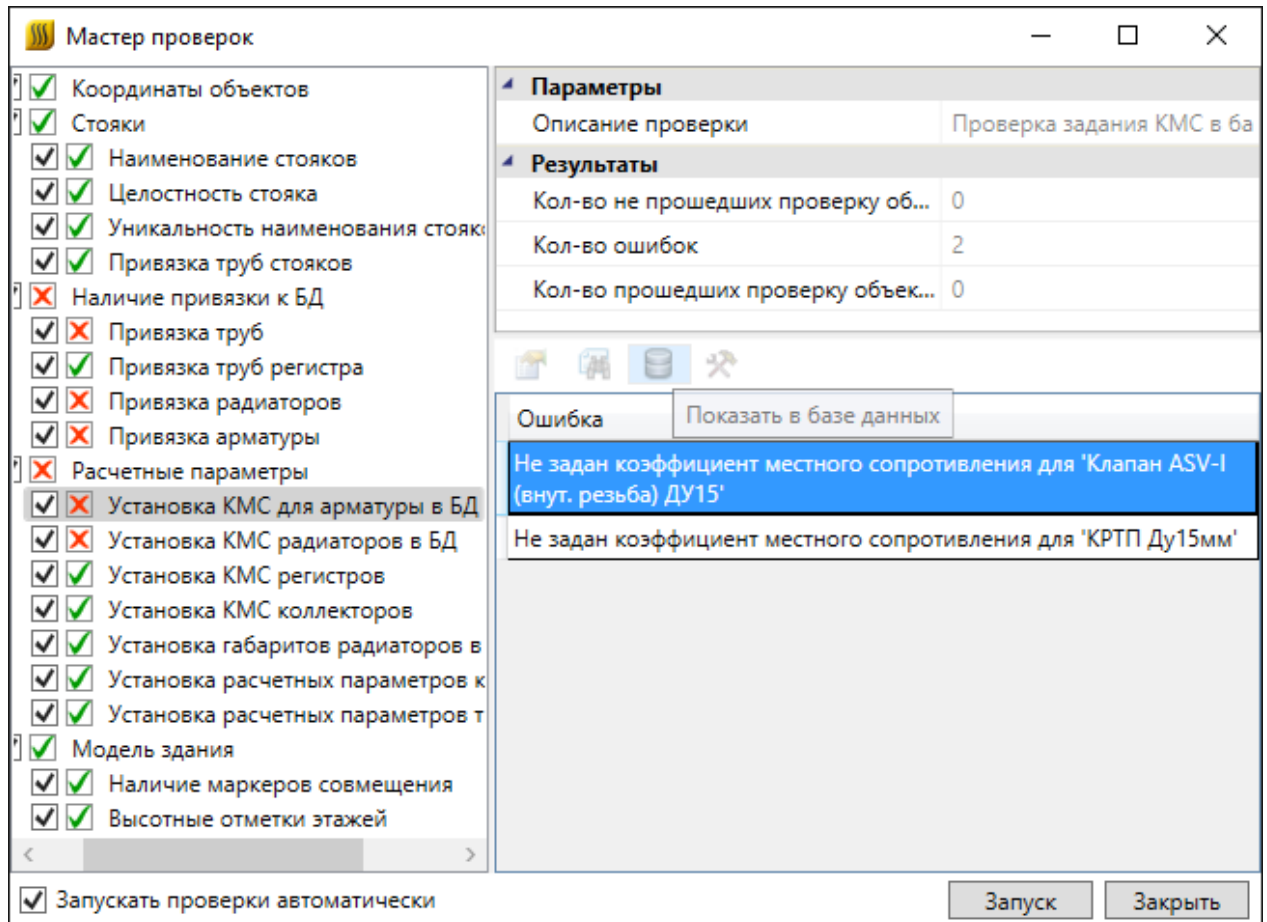 Мастер проверок
Координаты объектов
Стояки
Наименование стояков
Целостность стояка
Уникальность наименования стояко
Привязка труб стояков
Наличие привязки к БД
Привязка труб
Привязка труб регистра
Привязка радиаторов
Привязка арматуры
Расчетные параметры
Установка КМС для арматуры в БД
Установка КМС радиаторов в БД
Установка КМС регистров
Установка КМС коллекторов
Установка габаритов радиаторов в
Установка расчетных параметров к
Установка расчетных параметров т
Модель здания
Наличие маркеров совмещения
Высотные отметки этажей
Параметры
Описание проверки Проверка задания КМС в ба
Результаты
Кол-во не прошедших проверку об... 0
Кол-во ошибок 2
Кол-во прошедших проверку объек... 0
Показать в базе данных
Ошибка
Не задан коэффициент местного сопротивления для 'Клапан ASV-I
(внут. резьба) ДУ15'
Не задан коэффициент местного сопротивления для 'КРТП Ду15мм'
Запускать проверки автоматически
Запуск Закрыть